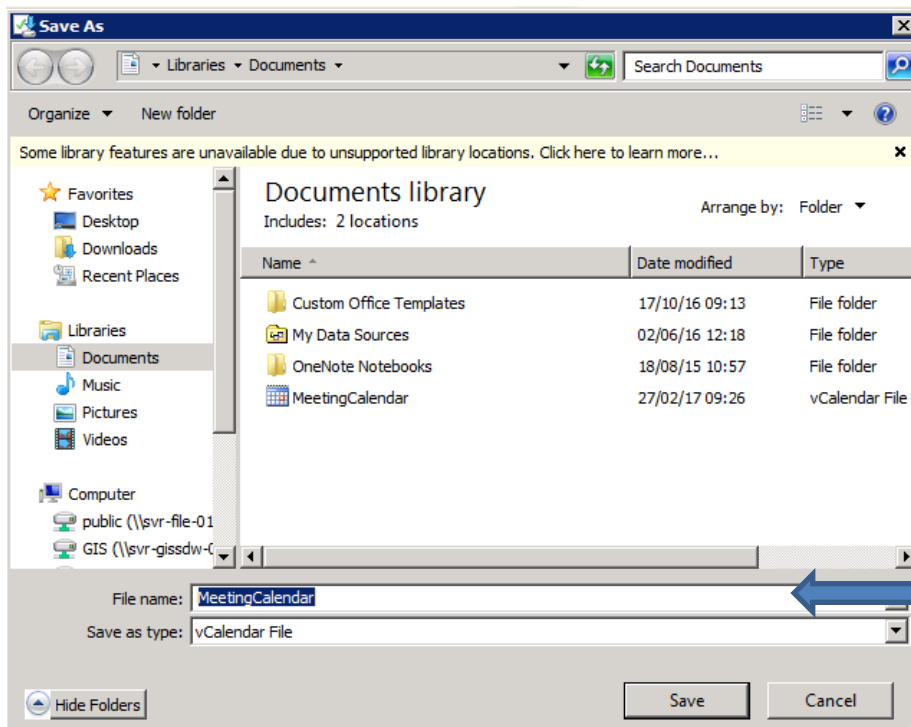 Save As
Libraries Documents
Search Documents
Organize New folder
Some library features are unavailable due to unsupported library locations. Click here to learn more...
Favorites
Desktop
Downloads
Recent Places
Libraries
Documents
Music
Pictures
Videos
Computer
public (\\svr-file-01
GIS (\\svr-gissdw-0
Documents library
Includes: 2 locations
Arrange by: Folder
Name Date modified Type
Custom Office Templates 17/10/16 09:13 File folder
My Data Sources 02/06/16 12:18 File folder
OneNote Notebooks 18/08/15 10:57 File folder
MeetingCalendar 27/02/17 09:26 vCalendar File
File name: MeetingCalendar
Save as type: vCalendar File
Hide Folders Save Cancel